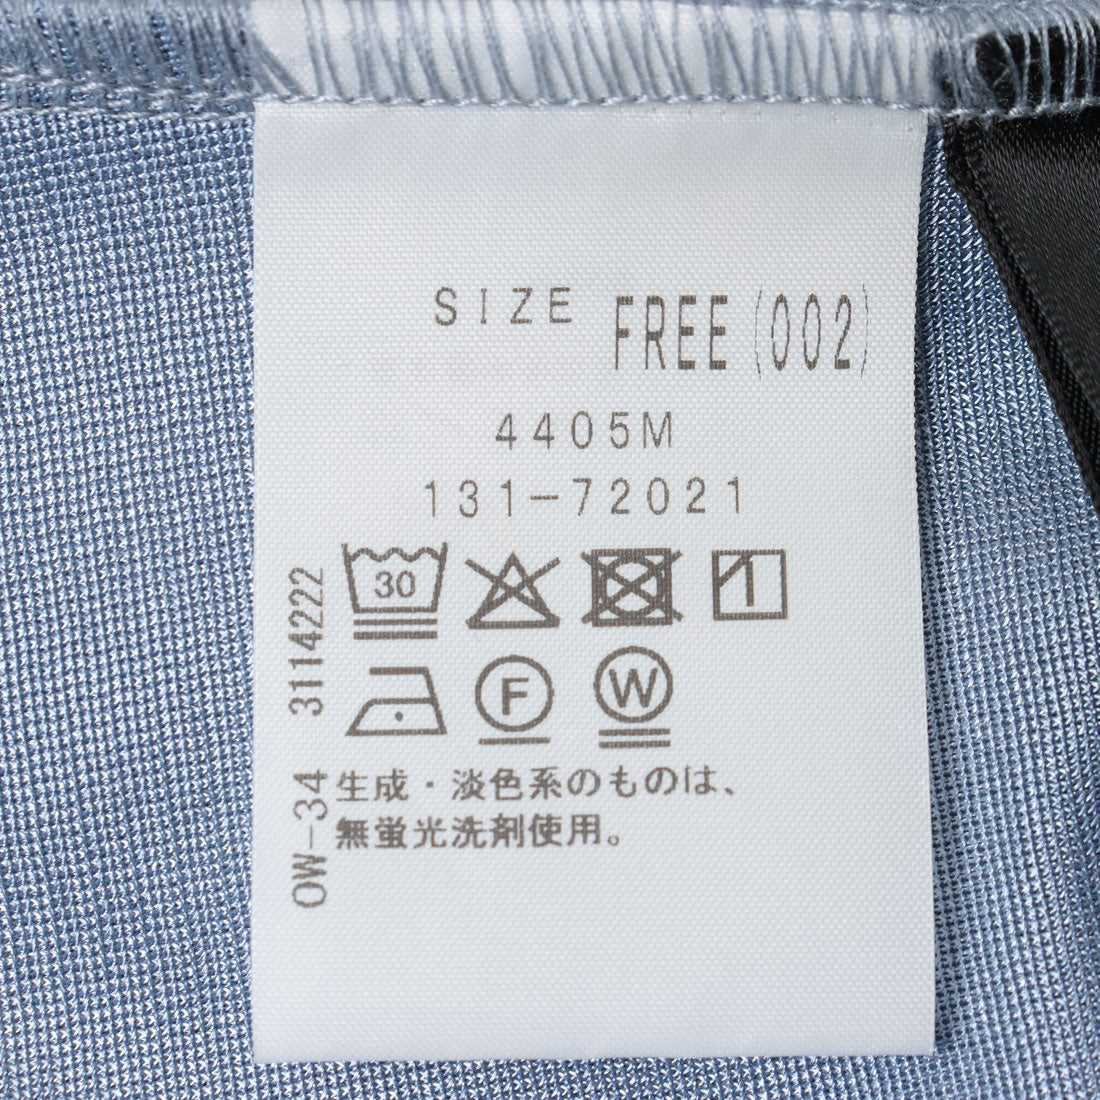 SIZE FREE(002)
4405M
131-72021
30
F W
生成・淡色系のものは、
無蛍光洗剤使用。
OW-34 3114222